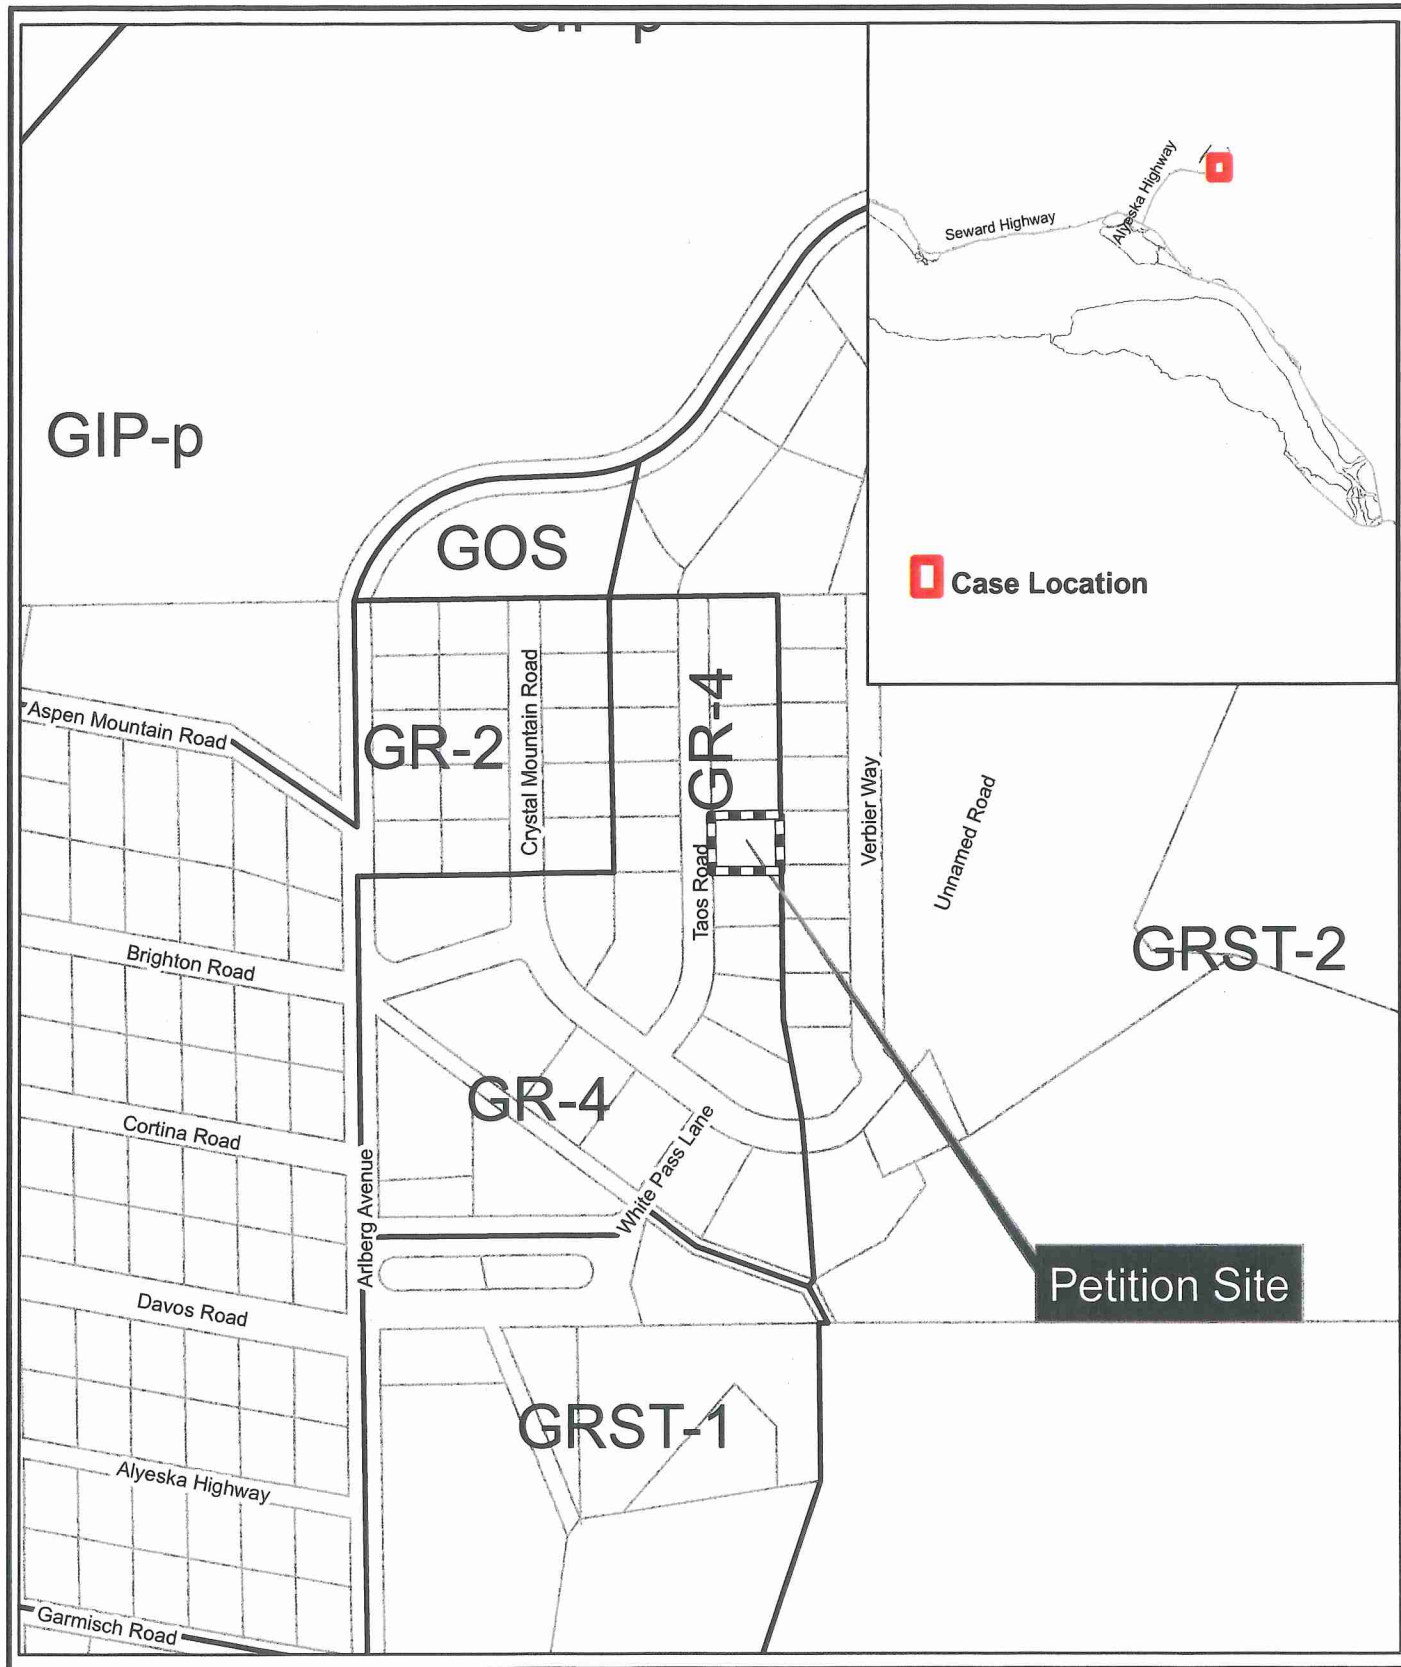 GIP-p
Seward Highway
Alyeska Highway
Case Location
GIP-p
GOS
GR-2
Crystal Mountain Road
GR-4
Aspen Mountain Road
Verbier Way
Unnamed Road
Taos Road
GRST-2
Brighton Road
GR-4
Cortina Road
White Pass Lane
Arlberg Avenue
Petition Site
Davos Road
GRST-1
Alyeska Highway
Garmisch Road